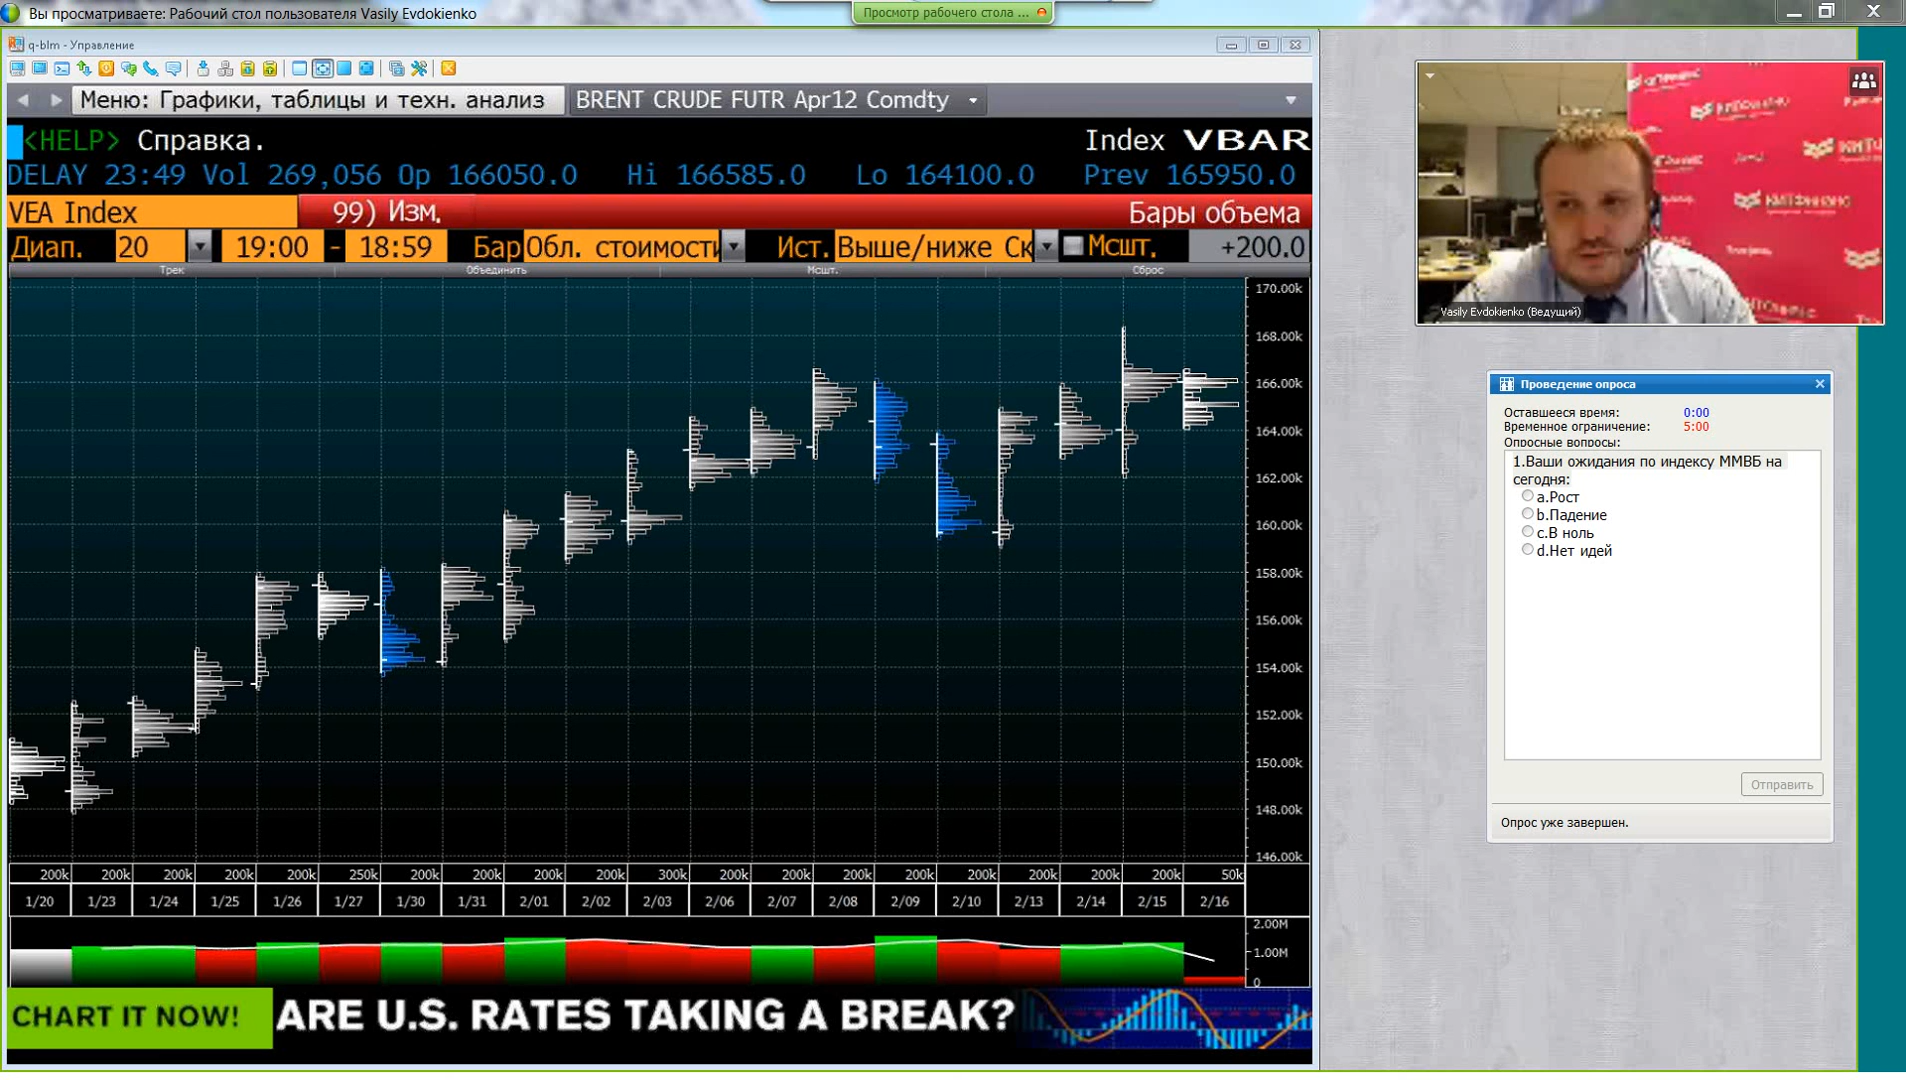 Вы просматриваете: Рабочий стол пользователя Vasily Evdokienko
Просмотр рабочего стола ...
q-blm - Управление
Меню: Графики, таблицы и техн. анализ
BRENT CRUDE FUTR Apr12 Comdty
<HELP> Справка.
Index VBAR
DELAY 23:49 Vol 269,056 Op 166050.0 Hi 166585.0 Lo 164100.0 Prev 165950.0
VEA Index 99) Изм. Бары объема
Диап. 20 19:00 - 18:59 Бар Обл. стоимости Ист. Выше/ниже Ск Мсшт. +200.0
Трек Объединить Мсшт. Сброс
170.00k
168.00k
166.00k
164.00k
162.00k
160.00k
158.00k
156.00k
154.00k
152.00k
150.00k
148.00k
146.00k
200k 200k 200k 200k 200k 250k 200k 200k 200k 200k 300k 200k 200k 200k 200k 200k 200k 200k 200k 50k
1/20 1/23 1/24 1/25 1/26 1/27 1/30 1/31 2/01 2/02 2/03 2/06 2/07 2/08 2/09 2/10 2/13 2/14 2/15 2/16
2.00M
1.00M
0
CHART IT NOW! ARE U.S. RATES TAKING A BREAK?
Vasily Evdokienko (Ведущий)
Проведение опроса
Оставшееся время: 0:00
Временное ограничение: 5:00
Опросные вопросы:
1.Ваши ожидания по индексу ММВБ на
сегодня:
a.Рост
b.Падение
c.В ноль
d.Нет идей
Отправить
Опрос уже завершен.